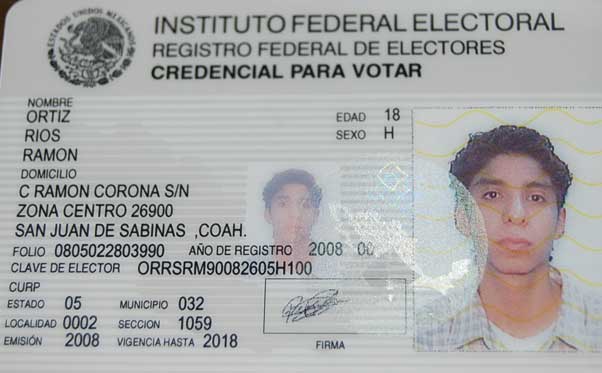 ESTADOS UNIDOS MEXICANOS
INSTITUTO FEDERAL ELECTORAL
REGISTRO FEDERAL DE ELECTORES
CREDENCIAL PARA VOTAR
NOMBRE
ORTIZ
RIOS
RAMON
EDAD 18
SEXO H
DOMICILIO
C RAMON CORONA S/N
ZONA CENTRO 26900
SAN JUAN DE SABINAS ,COAH.
FOLIO 0805022803990 AÑO DE REGISTRO 2008 00
CLAVE DE ELECTOR ORRSRM90082605H100
CURP
ESTADO 05 MUNICIPIO 032
LOCALIDAD 0002 SECCION 1059
EMISIÓN 2008 VIGENCIA HASTA 2018
FIRMA